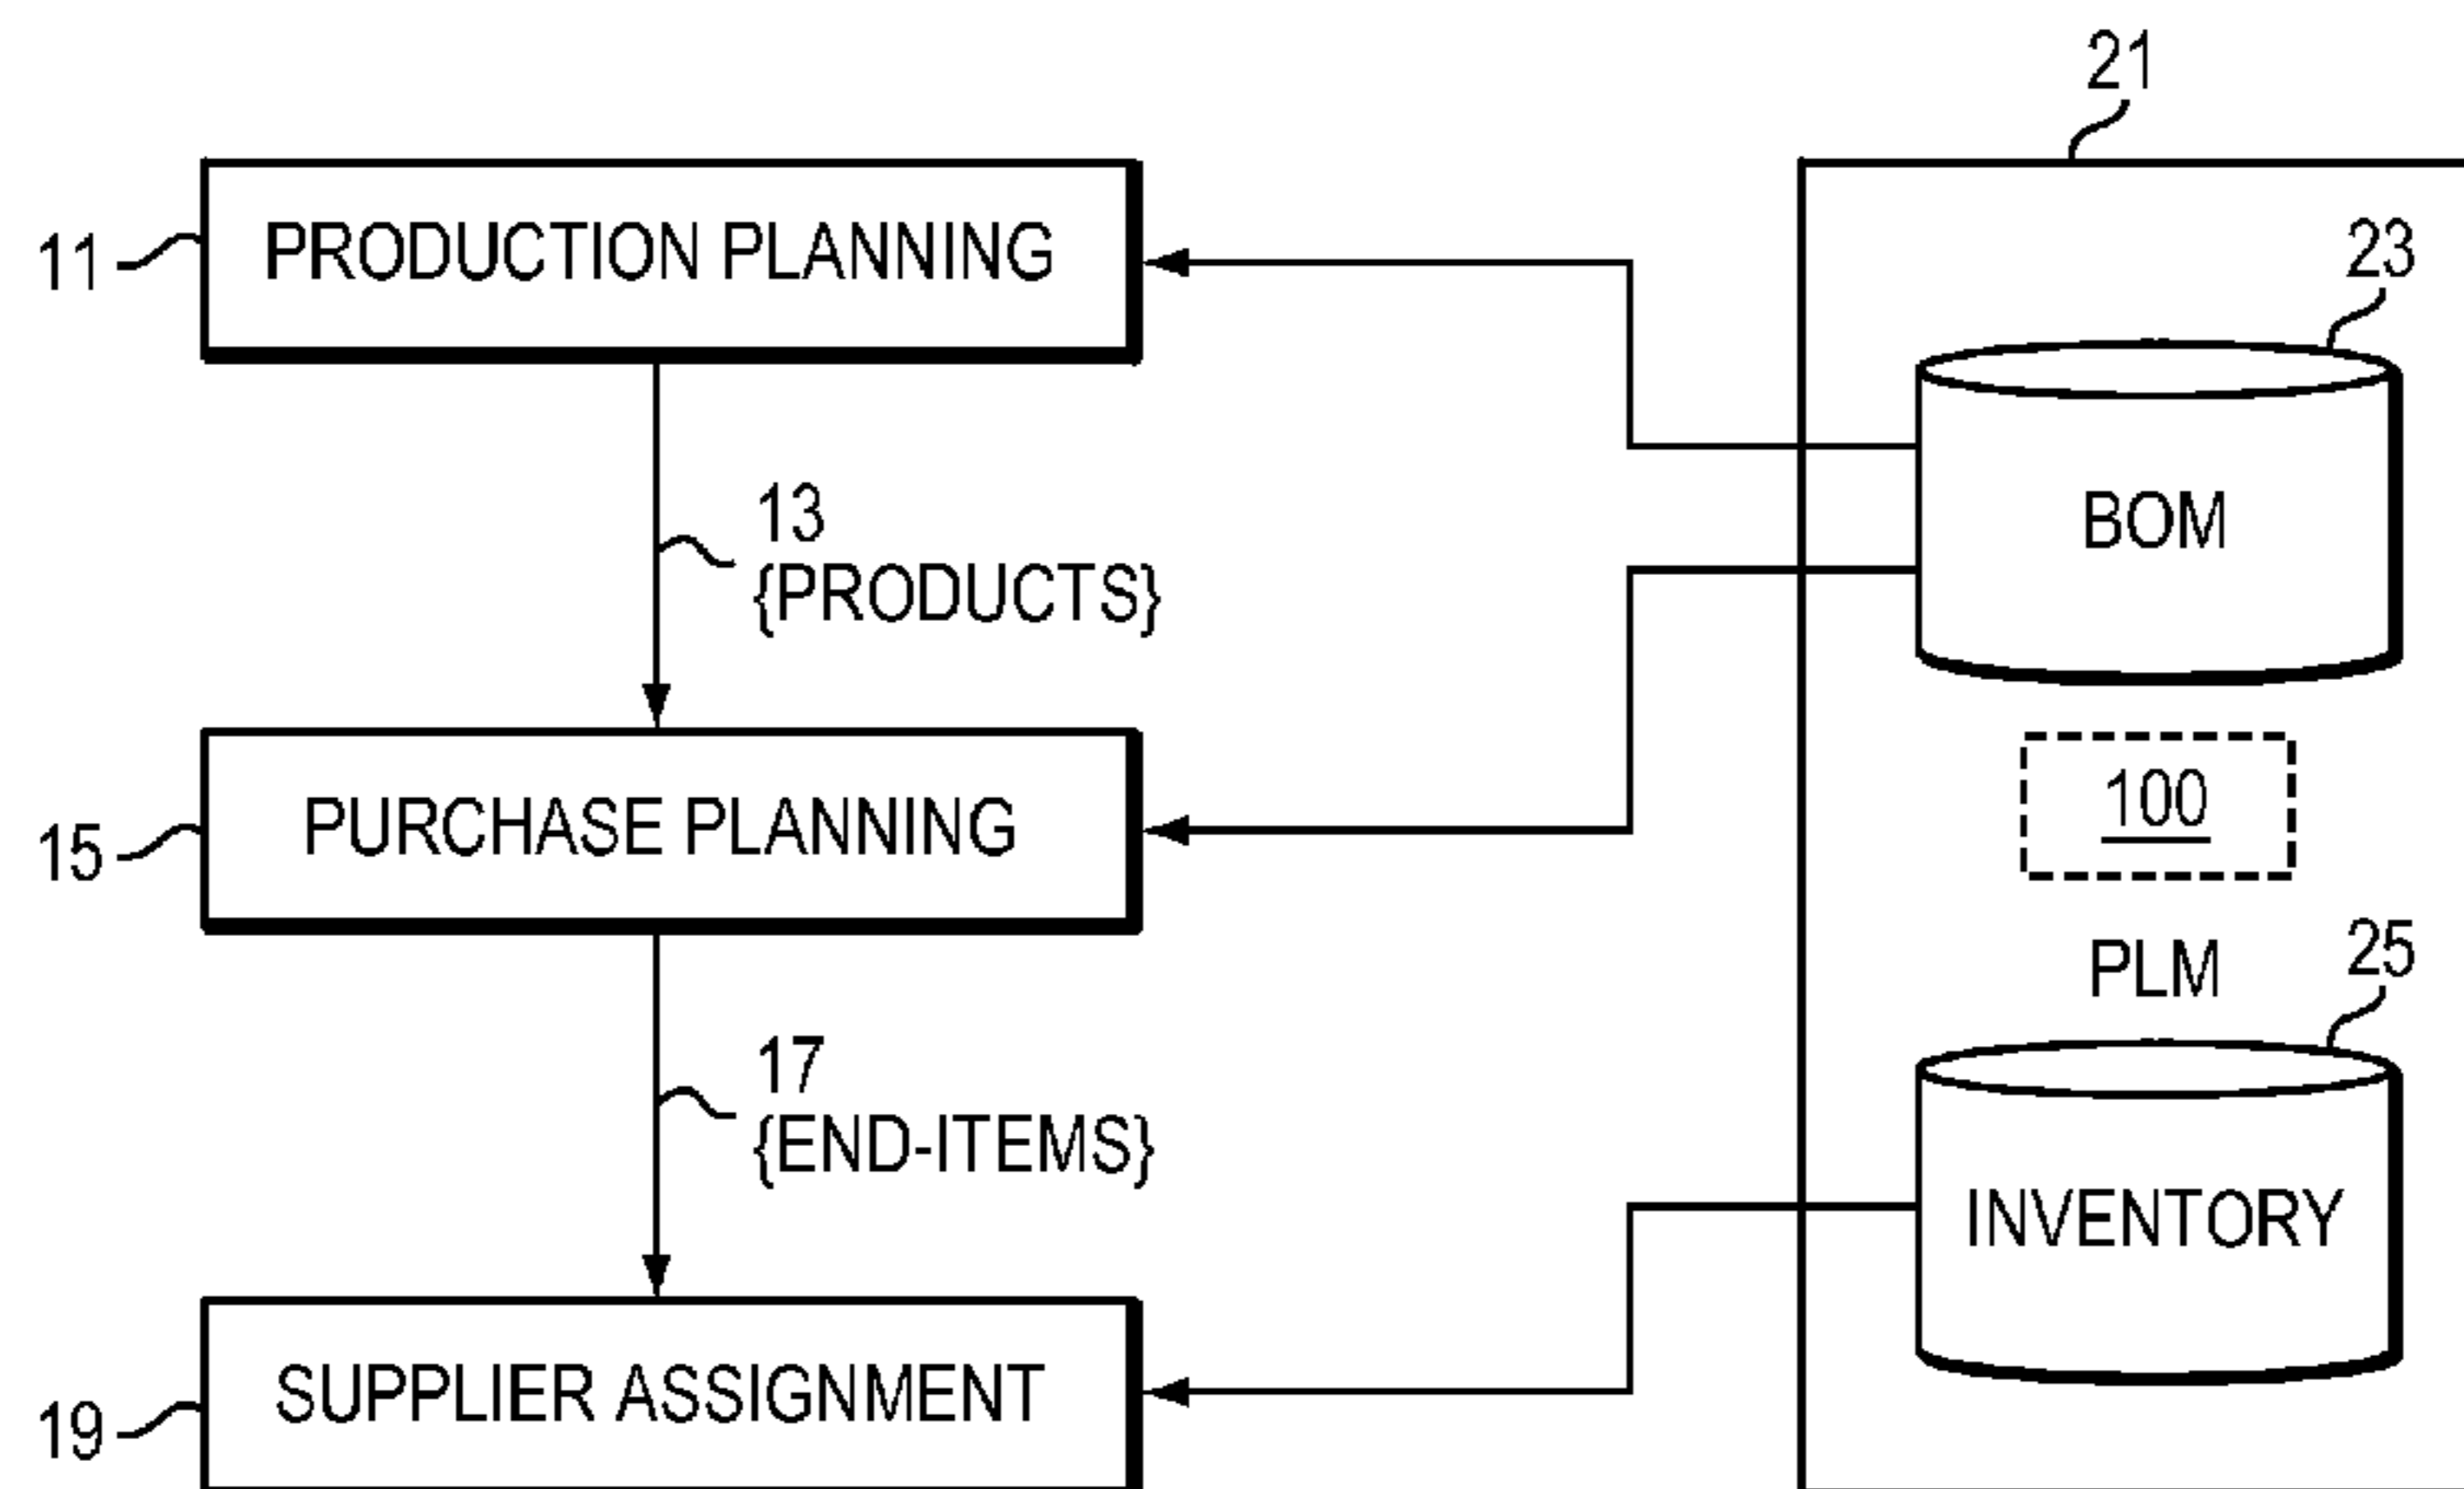 21
11
PRODUCTION PLANNING
23
13
{PRODUCTS}
BOM
15
PURCHASE PLANNING
100
PLM
25
17
{END-ITEMS}
INVENTORY
19
SUPPLIER ASSIGNMENT